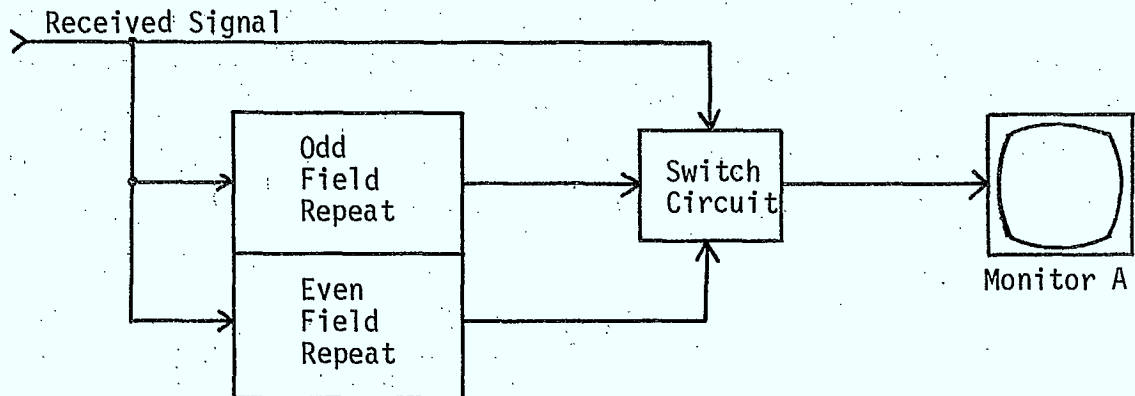 Received Signal
Odd
Field
Repeat
Switch
Circuit
Even
Field
Repeat
Monitor A